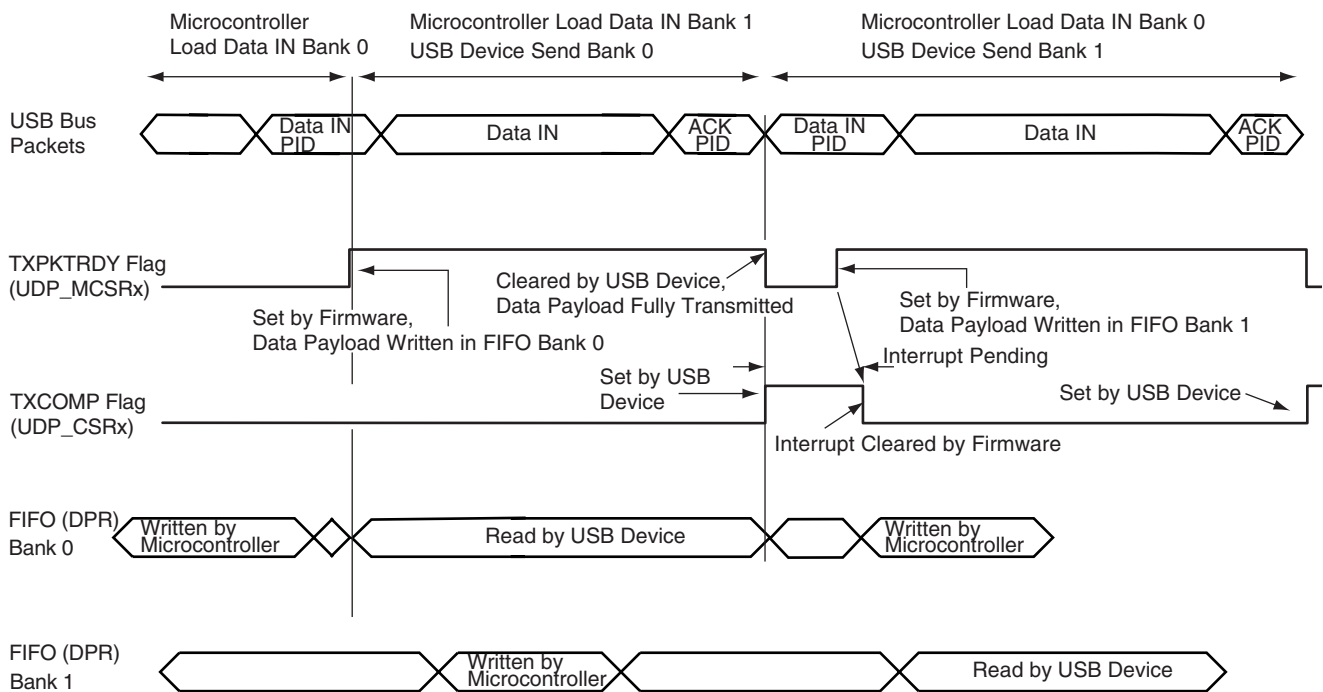 Microcontroller
Load Data IN Bank 0
Microcontroller Load Data IN Bank 1
USB Device Send Bank 0
Microcontroller Load Data IN Bank 0
USB Device Send Bank 1
USB Bus
Packets
Data IN
PID
Data IN
ACK
PID
Data IN
PID
Data IN
ACK
PID
TXPKTRDY Flag
(UDP_MCSRx)
Set by Firmware,
Data Payload Written in FIFO Bank 0
Cleared by USB Device,
Data Payload Fully Transmitted
Set by Firmware,
Data Payload Written in FIFO Bank 1
Interrupt Pending
TXCOMP Flag
(UDP_CSRx)
Set by USB
Device
Interrupt Cleared by Firmware
Set by USB Device
FIFO (DPR)
Bank 0
Written by
Microcontroller
Read by USB Device
Written by
Microcontroller
FIFO (DPR)
Bank 1
Written by
Microcontroller
Read by USB Device